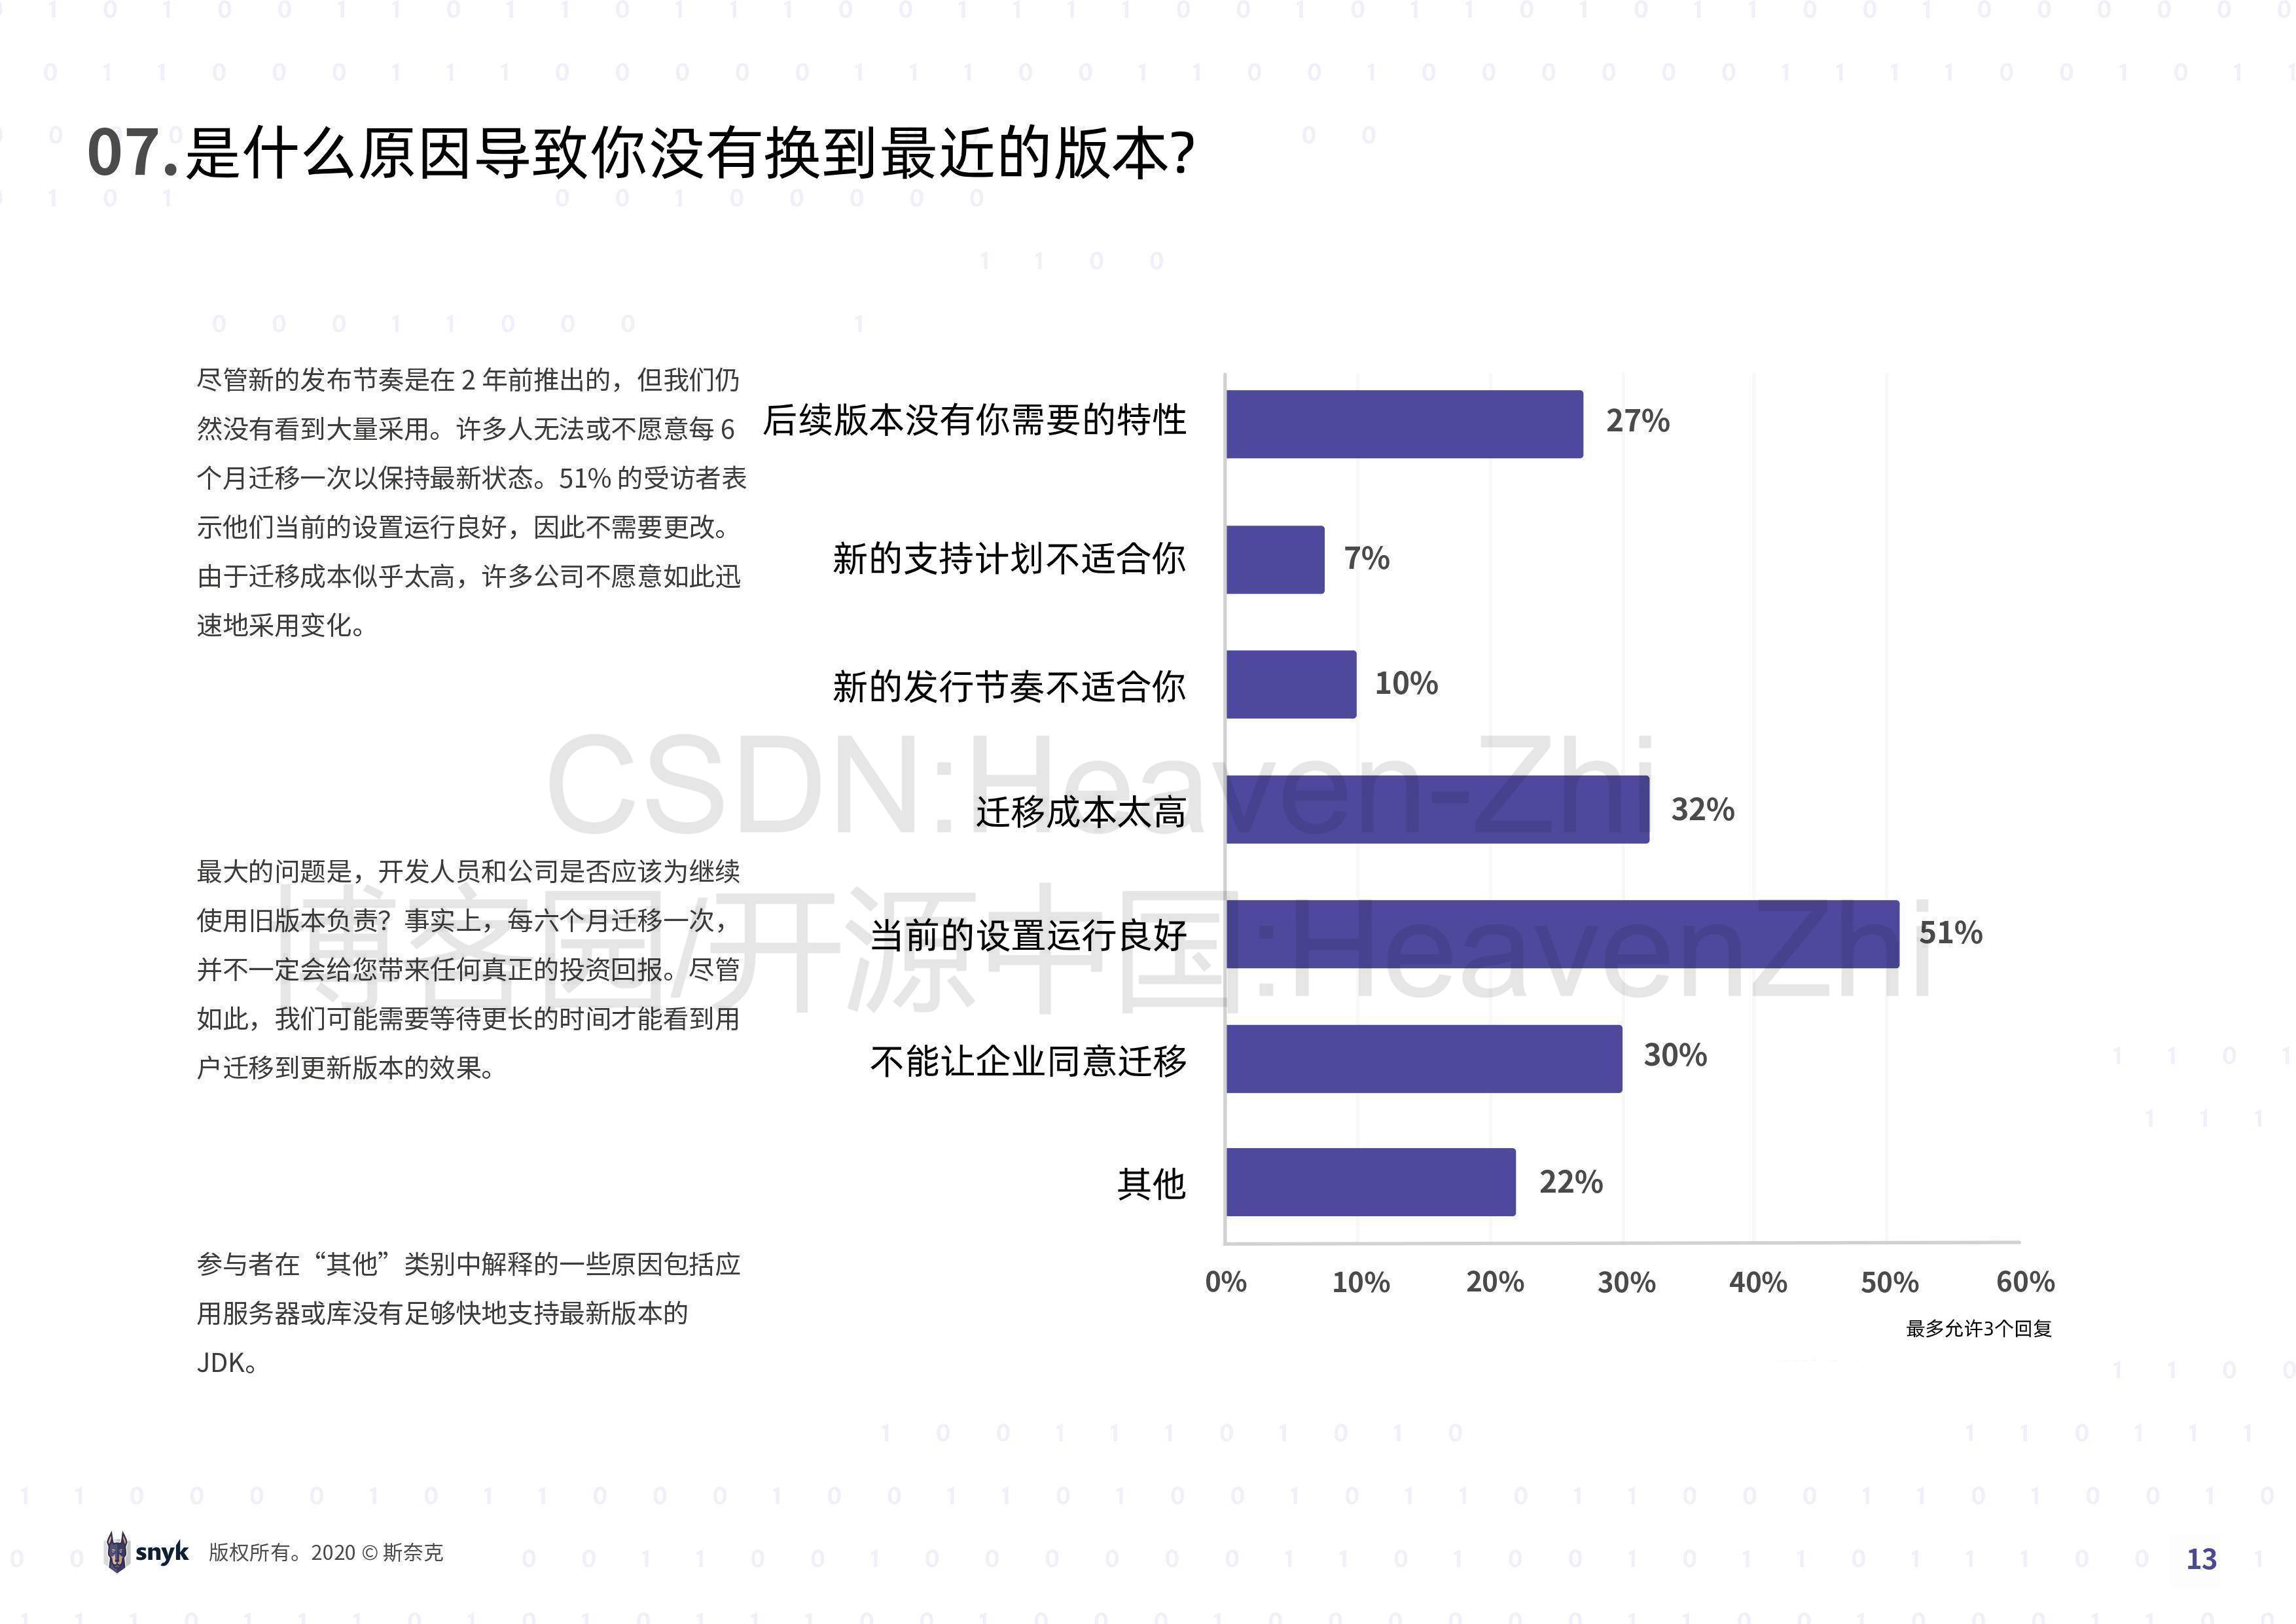 07.是什么原因导致你没有换到最近的版本?
尽管新的发布节奏是在 2 年前推出的，但我们仍
然没有看到大量采用。许多人无法或不愿意每 6
个月迁移一次以保持最新状态。51% 的受访者表
示他们当前的设置运行良好，因此不需要更改。
由于迁移成本似乎太高，许多公司不愿意如此迅
速地采用变化。
最大的问题是，开发人员和公司是否应该为继续
使用旧版本负责？事实上，每六个月迁移一次，
并不一定会给您带来任何真正的投资回报。尽管
如此，我们可能需要等待更长的时间才能看到用
户迁移到更新版本的效果。
参与者在“其他”类别中解释的一些原因包括应
用服务器或库没有足够快地支持最新版本的
JDK。
后续版本没有你需要的特性 27%
新的支持计划不适合你 7%
新的发行节奏不适合你 10%
迁移成本太高 32%
当前的设置运行良好 51%
不能让企业同意迁移 30%
其他 22%
0% 10% 20% 30% 40% 50% 60%
最多允许3个回复
CSDN:Heaven-Zhi
博客园/开源中国:HeavenZhi
snyk 版权所有。2020 © 斯奈克
13